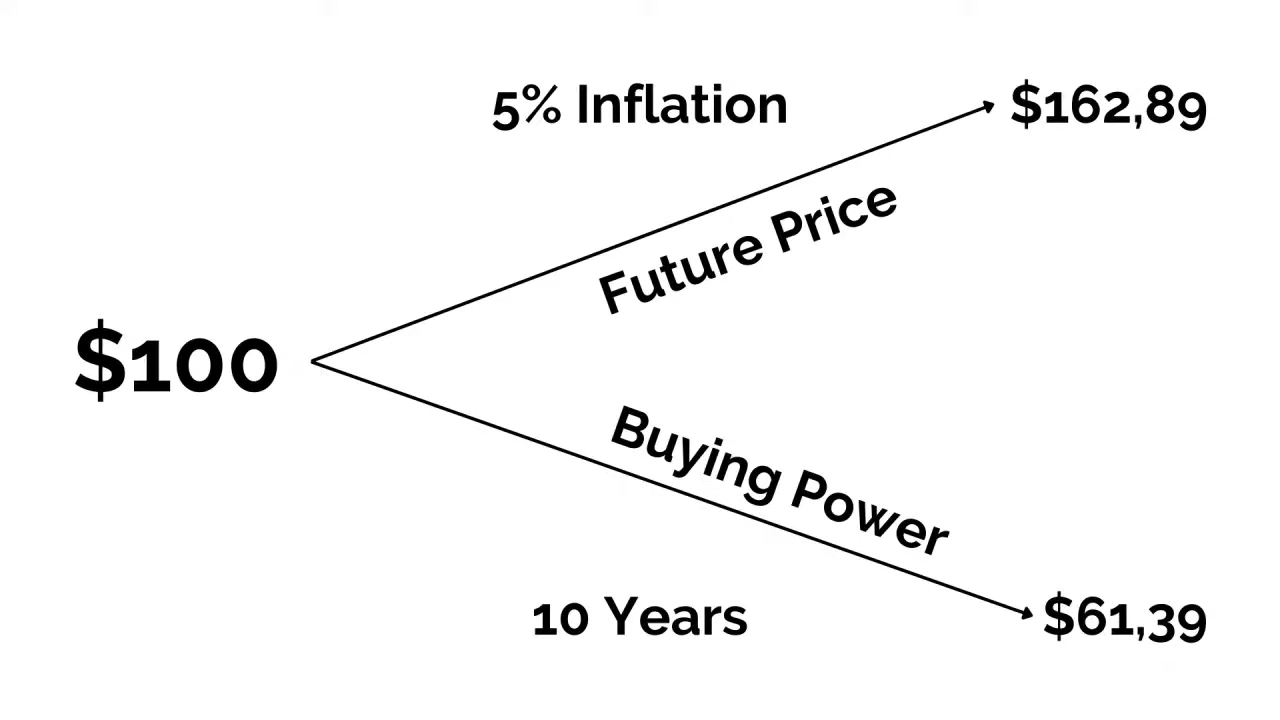 5% Inflation
$162,89
Future Price
$100
Buying Power
10 Years
$61,39